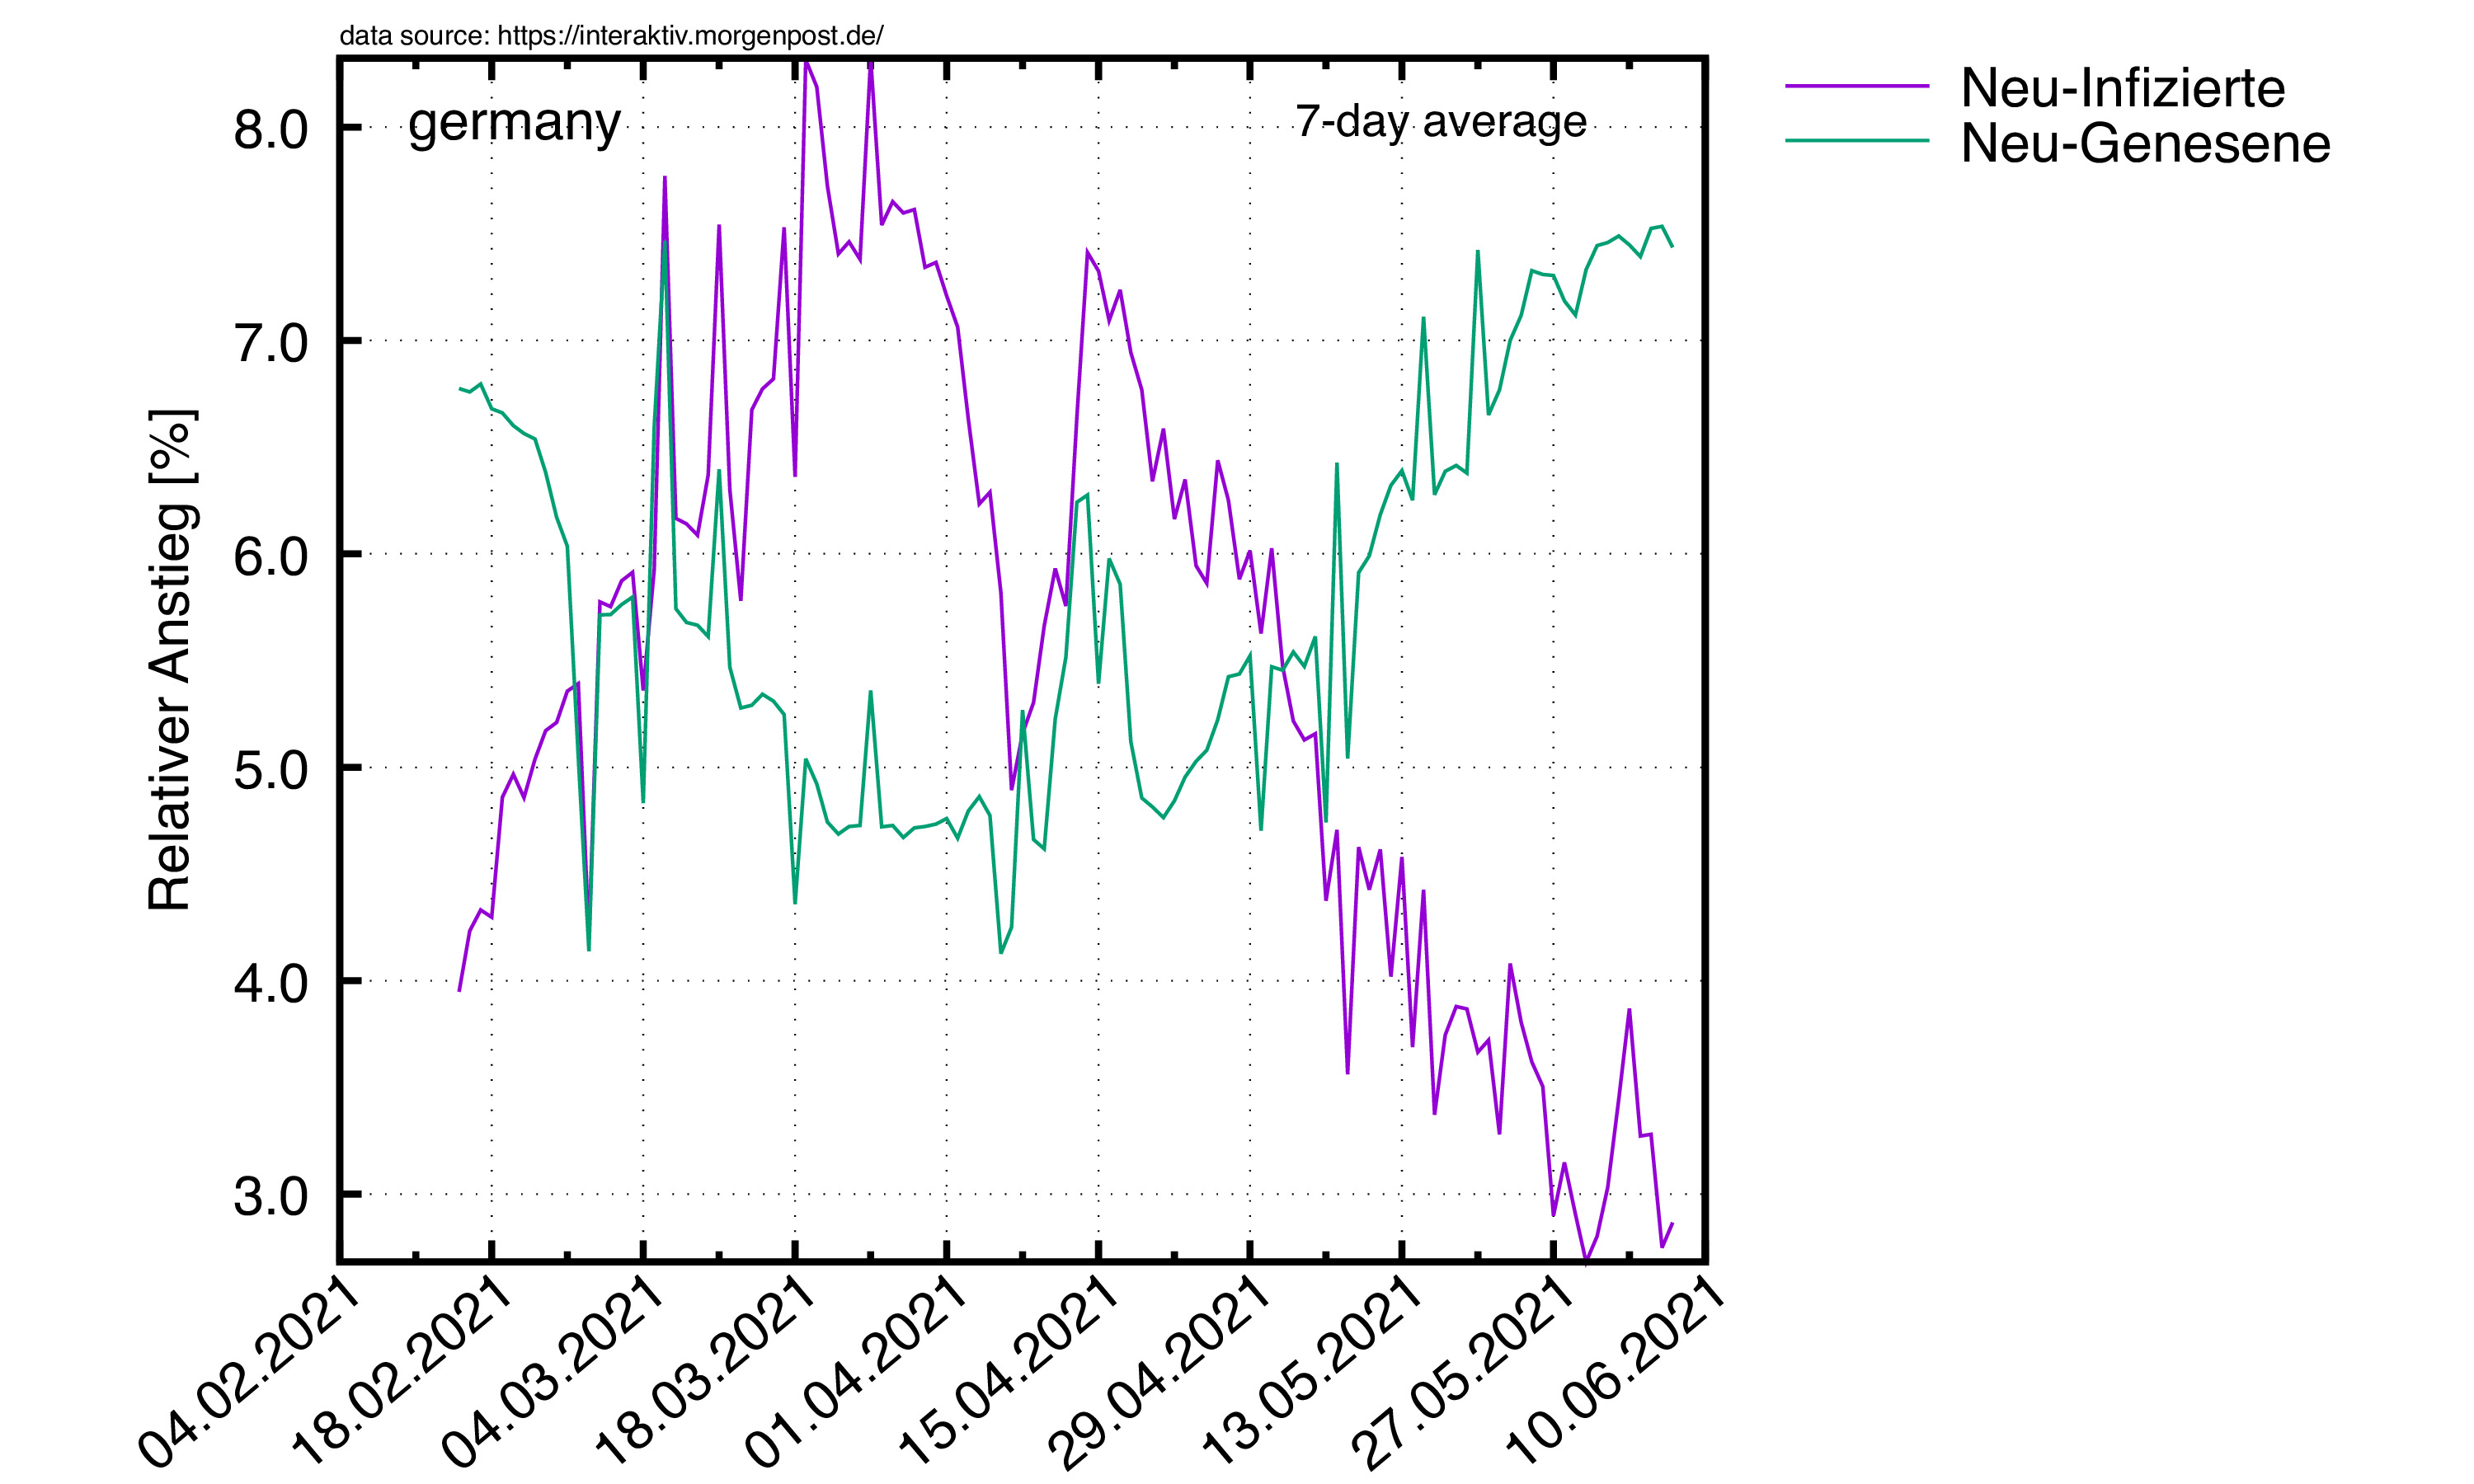 data source: https://interaktiv.morgenpost.de/
germany
7-day average
Neu-Infizierte
Neu-Genesene
Relativer Anstieg [%]
8.0
7.0
6.0
5.0
4.0
3.0
04.02.2021
18.02.2021
04.03.2021
18.03.2021
01.04.2021
15.04.2021
29.04.2021
13.05.2021
27.05.2021
10.06.2021